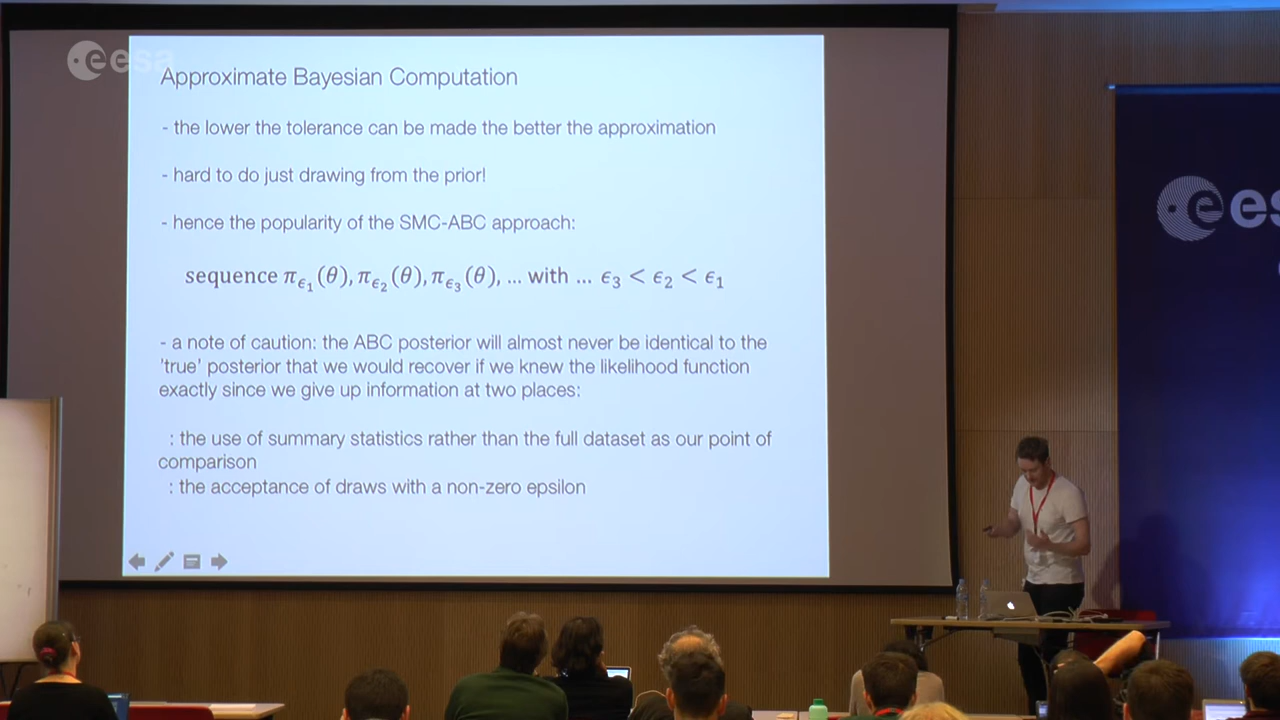 esa
Approximate Bayesian Computation
- the lower the tolerance can be made the better the approximation
- hard to do just drawing from the prior!
- hence the popularity of the SMC-ABC approach:
sequence π_ϵ₁(θ), π_ϵ₂(θ), π_ϵ₃(θ), ... with ... ϵ₃ < ϵ₂ < ϵ₁
- a note of caution: the ABC posterior will almost never be identical to the
'true' posterior that we would recover if we knew the likelihood function
exactly since we give up information at two places:
: the use of summary statistics rather than the full dataset as our point of
comparison
: the acceptance of draws with a non-zero epsilon
es